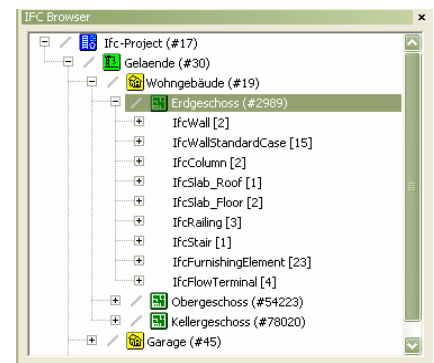 IFC Browser
Ifc-Project (#17)
Gelaende (#30)
Wohngebäude (#19)
Erdgeschoss (#2989)
IfcWall [2]
IfcWallStandardCase [15]
IfcColumn [2]
IfcSlab_Roof [1]
IfcSlab_Floor [2]
IfcRailing [3]
IfcStair [1]
IfcFurnishingElement [23]
IfcFlowTerminal [4]
Obergeschoss (#54223)
Kellergeschoss (#78020)
Garage (#45)